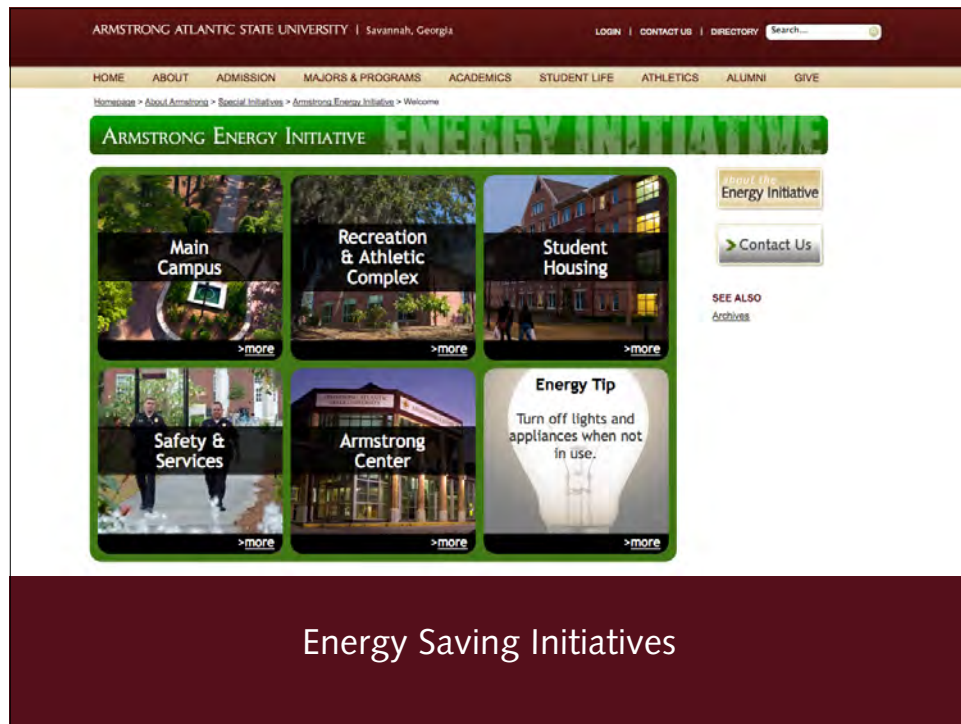 ARMSTRONG ATLANTIC STATE UNIVERSITY | Savannah, Georgia
LOGIN | CONTACT US | DIRECTORY Search...
HOME ABOUT ADMISSION MAJORS & PROGRAMS ACADEMICS STUDENT LIFE ATHLETICS ALUMNI GIVE
Homepage > About Armstrong > Special Initiatives > Armstrong Energy Initiative > Welcome
ARMSTRONG ENERGY INITIATIVE ENERGY INITIATIVE
Main
Campus
>more
Recreation
& Athletic
Complex
>more
Student
Housing
>more
about the
Energy Initiative
> Contact Us
SEE ALSO
Archives
Safety &
Services
>more
ARMSTRONG ATLANTIC
STATE UNIVERSITY
Armstrong
Center
>more
Energy Tip
Turn off lights and
appliances when not
in use.
>more
Energy Saving Initiatives